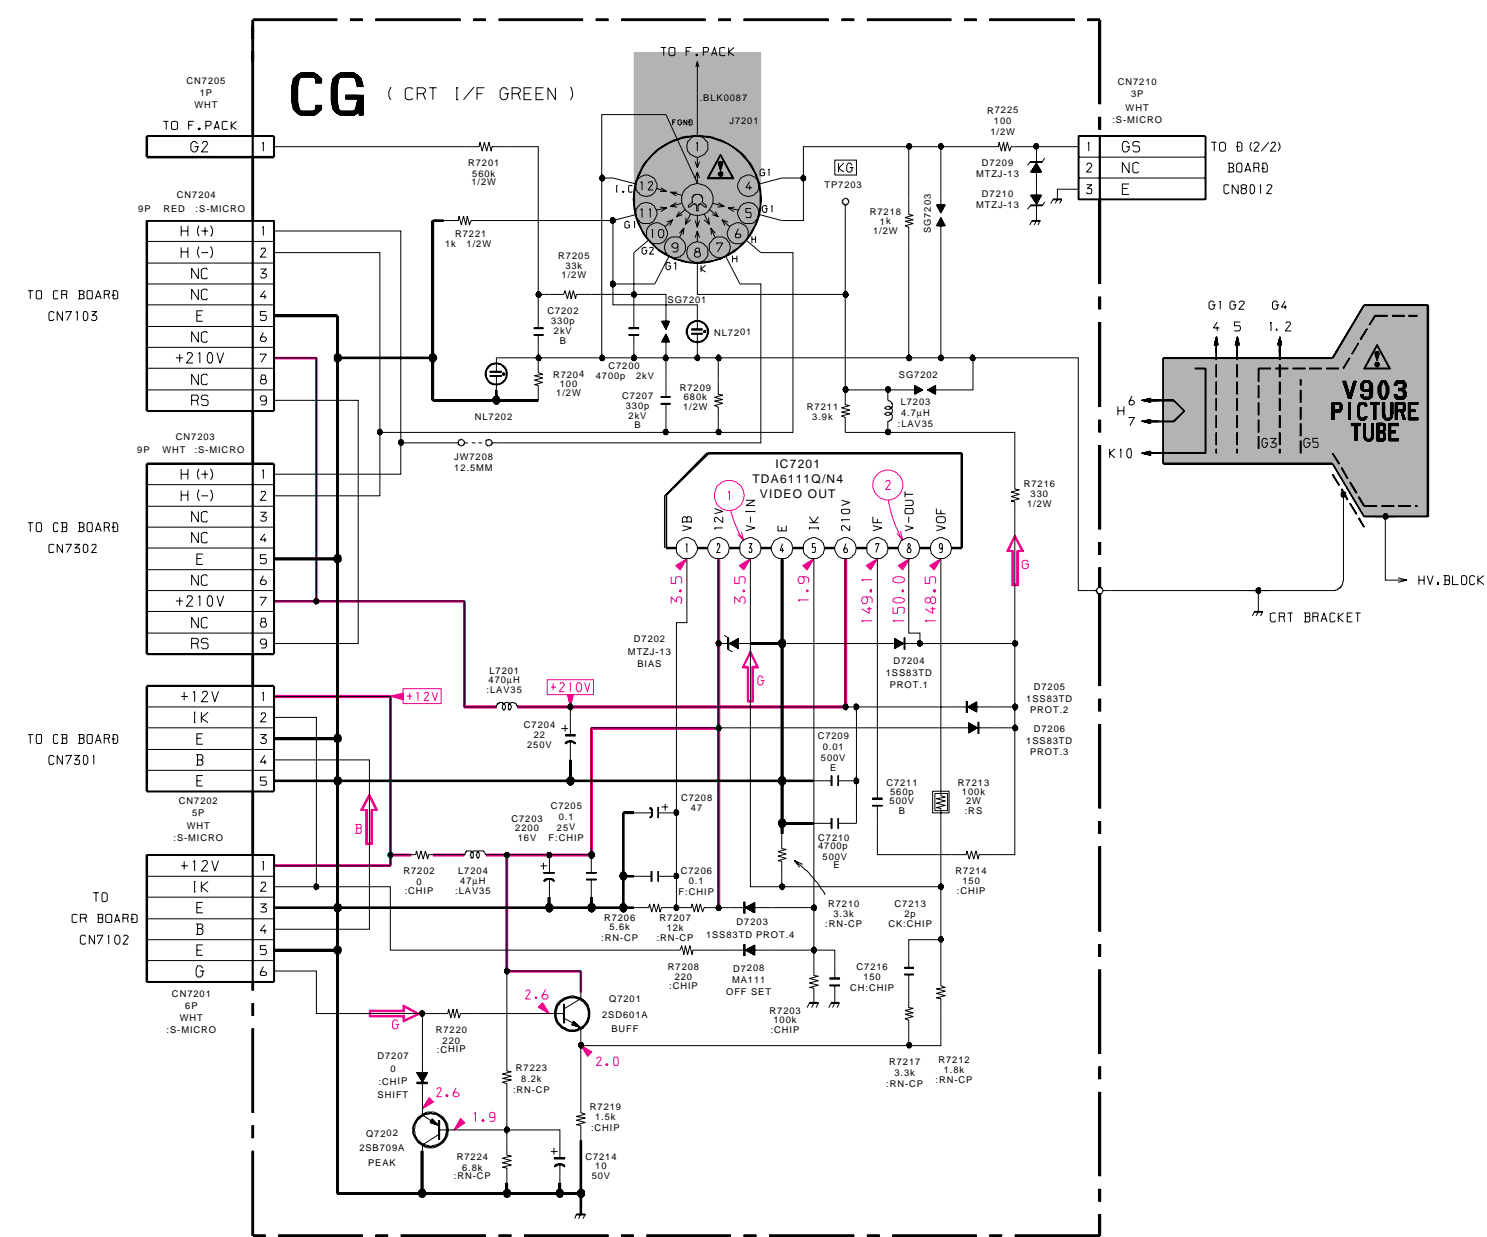 TO F.PACK
CG ( CRT I/F GREEN )
.BLK0087
FGND
J7201
CN7205
1P
WHT
TO F.PACK
G2 1
R7201
560k
1/2W
I.C
1
12
11
10
9
8
7
6
5
4
G1
G1
H
H
K
G1
G2
G1
KG
TP7203
R7225
100
1/2W
R7218
1k
1/2W
SG7203
D7209
MTZJ-13
D7210
MTZJ-13
CN7210
3P
WHT
:S-MICRO
1 GS
2 NC
3 E
TO D (2/2)
BOARD
CN8012
CN7204
9P RED :S-MICRO
H (+) 1
H (-) 2
NC 3
NC 4
E 5
NC 6
+210V 7
NC 8
RS 9
TO CR BOARD
CN7103
R7221
1k 1/2W
R7205
33k
1/2W
SG7201
C7202
330p
2kV
B
NL7201
C7200
4700p 2kV
R7204
100
1/2W
C7207
330p
2kV
B
R7209
680k
1/2W
NL7202
SG7202
R7211
3.9k
L7203
4.7µH
:LAV35
JW7208
12.5MM
CN7203
9P WHT :S-MICRO
H (+) 1
H (-) 2
NC 3
NC 4
E 5
NC 6
+210V 7
NC 8
RS 9
TO CB BOARD
CN7302
IC7201
TDA6111Q/N4
VIDEO OUT
1
2
VB
12V
V-IN
E
IK
210V
VF
V-OUT
VOF
1 2 3 4 5 6 7 8 9
3.5
3.5
1.9
149.1
150.0
148.5
R7216
330
1/2W
G
G1 G2 G4
4 5 1, 2
H
6
7
K10
G3
G5
V903
PICTURE
TUBE
HV.BLOCK
CRT BRACKET
D7202
MTZJ-13
BIAS
G
D7204
1SS83TD
PROT.1
D7205
1SS83TD
PROT.2
D7206
1SS83TD
PROT.3
L7201
470µH
:LAV35
+210V
+12V
C7204
22
250V
+
+12V 1
IK 2
E 3
B 4
E 5
TO CB BOARD
CN7301
CN7202
5P
WHT
:S-MICRO
B
C7209
0.01
500V
E
C7210
4700p
500V
E
C7211
560p
500V
B
R7213
100k
2W
:RS
R7214
150
:CHIP
C7203
2200
16V
+
C7205
0.1
25V
F:CHIP
C7208
47
+
C7206
0.1
F:CHIP
R7202
0
:CHIP
L7204
47µH
:LAV35
+12V 1
IK 2
E 3
B 4
E 5
G 6
TO
CR BOARD
CN7102
CN7201
6P
WHT
:S-MICRO
R7206
5.6k
:RN-CP
R7207
12k
:RN-CP
D7203
1SS83TD PROT.4
R7210
3.3k
:RN-CP
C7213
2p
CK:CHIP
R7208
220
:CHIP
D7208
MA111
OFF SET
R7203
100k
:CHIP
C7216
150
CH:CHIP
R7217
3.3k
:RN-CP
R7212
1.8k
:RN-CP
G
R7220
220
:CHIP
2.6
Q7201
2SD601A
BUFF
2.0
D7207
0
:CHIP
SHIFT
2.6
1.9
R7223
8.2k
:RN-CP
R7219
1.5k
:CHIP
Q7202
2SB709A
PEAK
R7224
6.8k
:RN-CP
+
C7214
10
50V